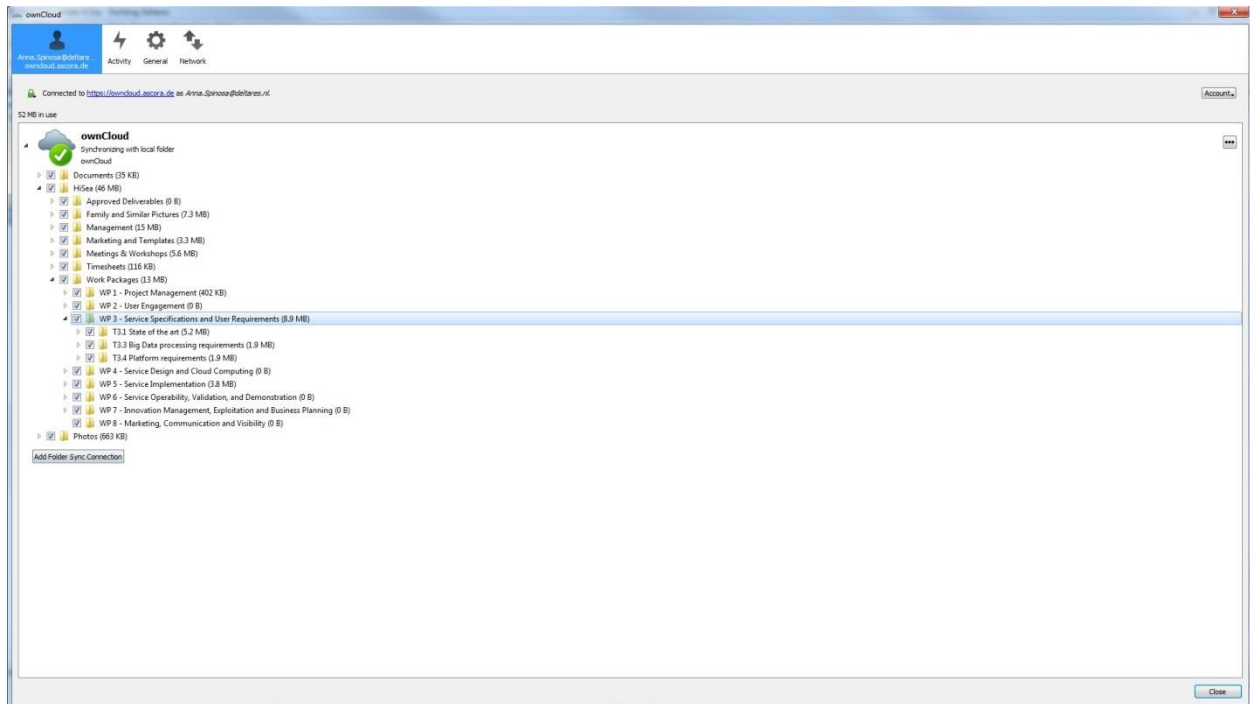 ownCloud
Anna.Spinosa@deltare...
owncloud.ascora.de
Activity
General
Network
Connected to https://owncloud.ascora.de as Anna.Spinosa@deltares.nl.
Account
52 MB in use
ownCloud
Synchronizing with local folder
ownCloud
Documents (35 KB)
HiSea (46 MB)
Approved Deliverables (0 B)
Family and Similar Pictures (7.3 MB)
Management (15 MB)
Marketing and Templates (3.3 MB)
Meetings & Workshops (5.6 MB)
Timesheets (116 KB)
Work Packages (13 MB)
WP 1 - Project Management (402 KB)
WP 2 - User Engagement (0 B)
WP 3 - Service Specifications and User Requirements (8.9 MB)
T3.1 State of the art (5.2 MB)
T3.3 Big Data processing requirements (1.9 MB)
T3.4 Platform requirements (1.9 MB)
WP 4 - Service Design and Cloud Computing (0 B)
WP 5 - Service Implementation (3.8 MB)
WP 6 - Service Operability, Validation, and Demonstration (0 B)
WP 7 - Innovation Management, Exploitation and Business Planning (0 B)
WP 8 - Marketing, Communication and Visibility (0 B)
Photos (663 KB)
Add Folder Sync Connection
Close